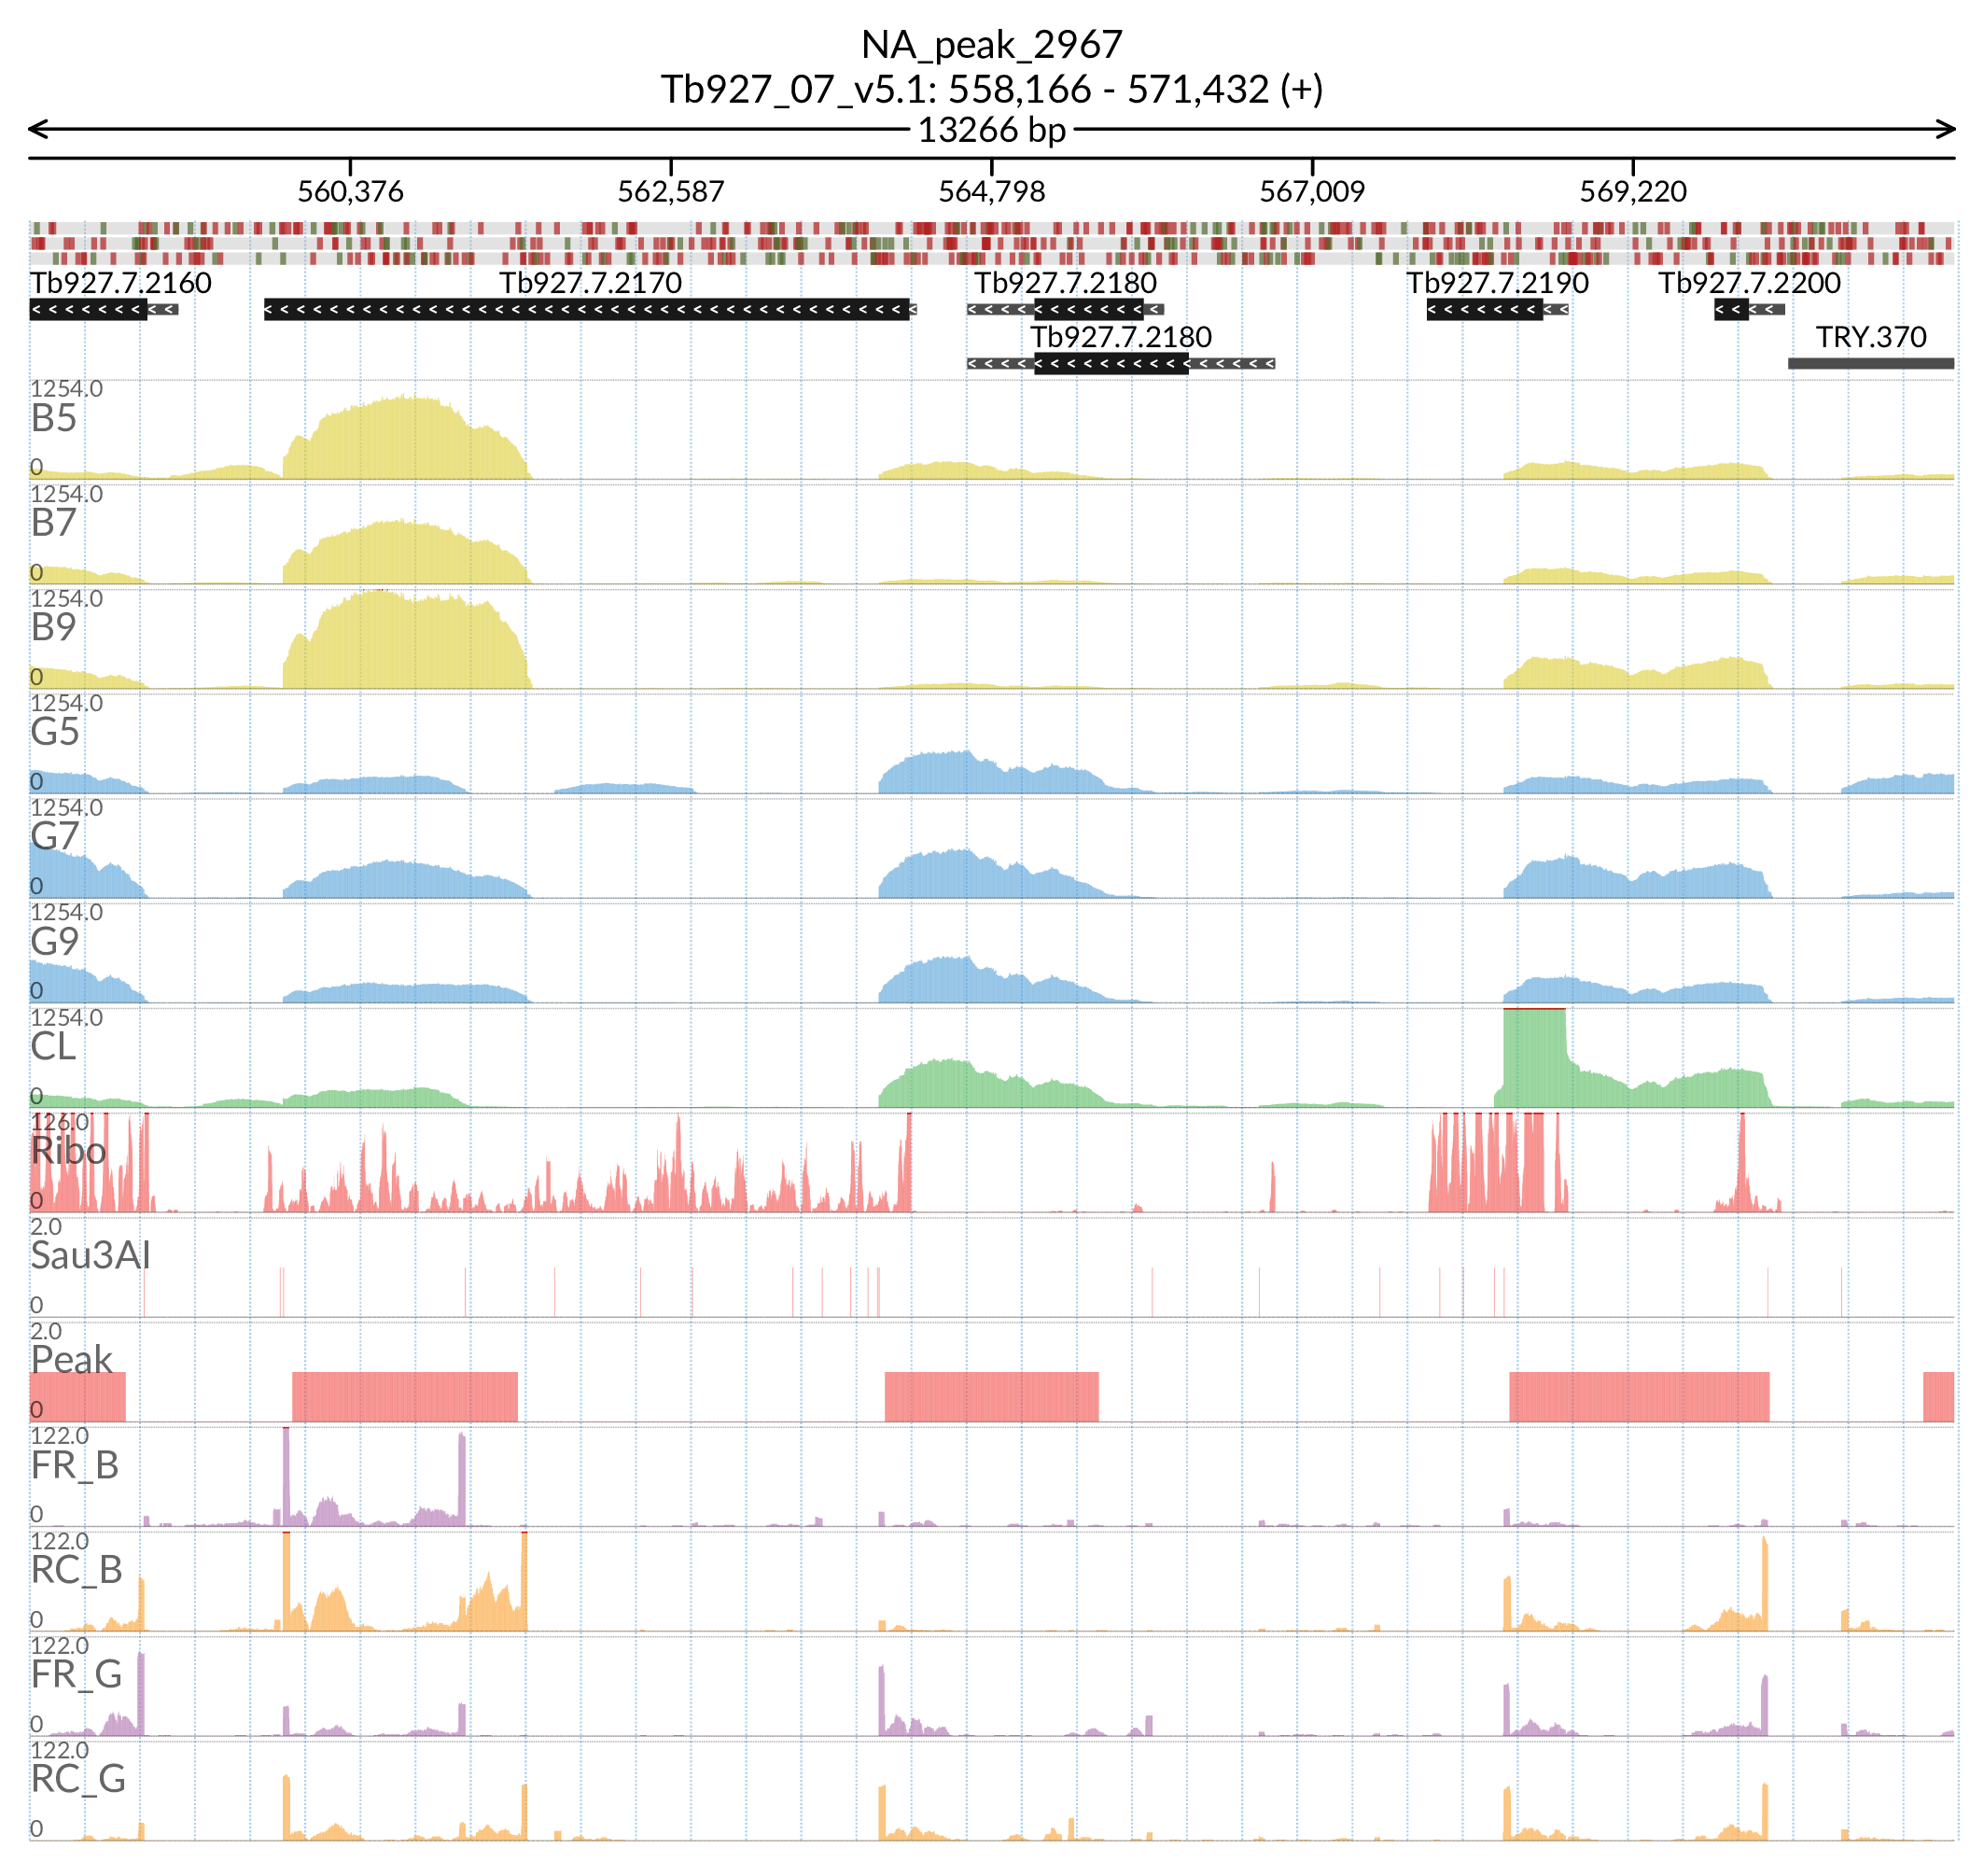 NA_peak_2967
Tb927_07_v5.1: 558,166 - 571,432 (+)
13266 bp
560,376 562,587 564,798 567,009 569,220
Tb927.7.2160 Tb927.7.2170 Tb927.7.2180 Tb927.7.2190 Tb927.7.2200
Tb927.7.2180 TRY.370
1254.0
B5
0
1254.0
B7
0
1254.0
B9
0
1254.0
G5
0
1254.0
G7
0
1254.0
G9
0
1254.0
CL
0
126.0
Ribo
0
2.0
Sau3AI
0
2.0
Peak
0
122.0
FR_B
0
122.0
RC_B
0
122.0
FR_G
0
122.0
RC_G
0